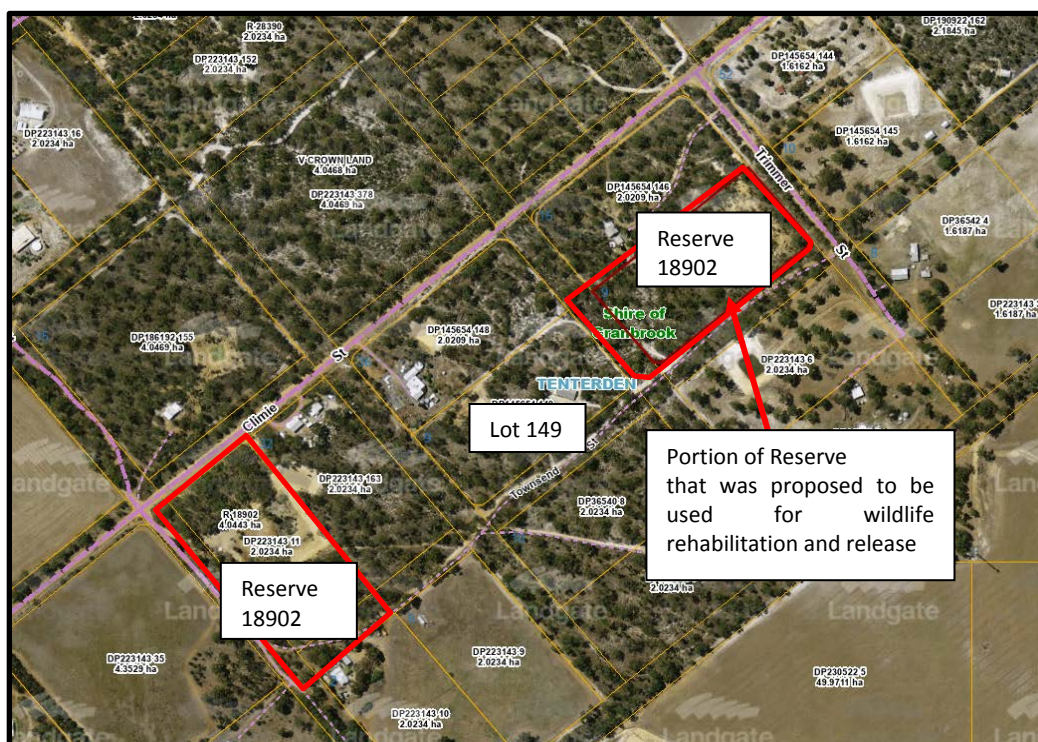 R 28390
2.0234 ha
DP190922 162
2.1845 ha
DP223143 152
2.0234 ha
DP145654 144
1.6162 ha
52
Landgate
DP223143 16
2.0234 ha
DP145654 145
1.6162 ha
V CROWN LAND
4.0468 ha
10
Trimmer
DP223143 378
4.0469 ha
DP145654 146
2.0209 ha
DP36542 4
1.6187 ha
Reserve
18902
St
Shire of
Cranbrook
DP186192 155
4.0469 ha
DP145654 148
2.0209 ha
St
DP223143 6
2.0234 ha
1.6187 ha
TENTERDEN
Climie
Lot 149
Townsend
St
Portion of Reserve
that was proposed to be
used for wildlife
rehabilitation and release
DP223143 163
2.0234 ha
DP36540 8
2.0234 ha
R 18902
4.0443 ha
DP223143 11
2.0234 ha
Reserve
18902
2.0234 ha
Landgate
Landgate
DP223143 35
4.3529 ha
DP223143 9
2.0234 ha
DP230522 5
49.9711 ha
DP223143 10
2.0234 ha
Landgate